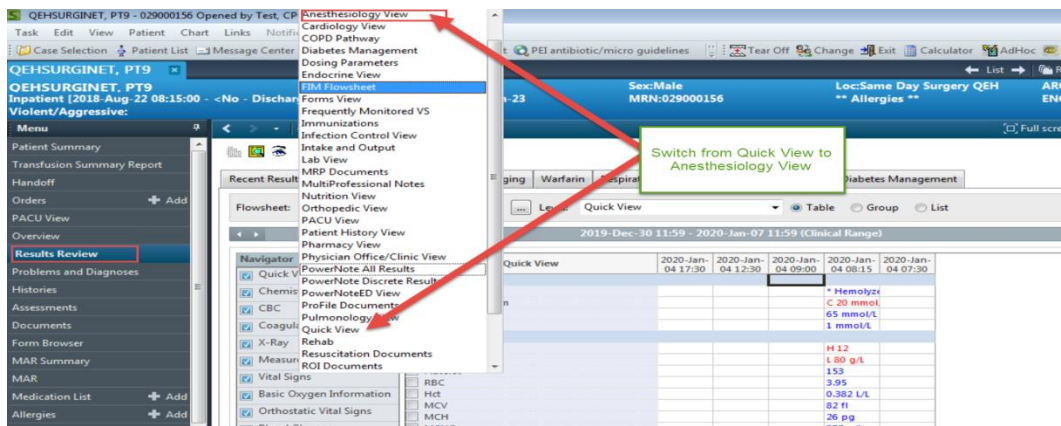 QEHSURGINET, PT9 - 029000156 Opened by Test, CP
Task Edit View Patient Chart Links
Case Selection Patient List Message Center
PEI antibiotic/micro guidelines Tear Off Change Exit Calculator AdHoc
QEHSURGINET, PT9
List
QEHSURGINET, PT9
Sex:Male
Loc:Same Day Surgery QEH
Inpatient [2018-Aug-22 08:15:00 - <No - Dischar
MRN:029000156
** Allergies **
Violent/Aggressive:
Menu
Patient Summary
Transfusion Summary Report
Handoff
Orders + Add
PACU View
Overview
Results Review
Problems and Diagnoses
Histories
Assessments
Documents
Form Browser
MAR Summary
MAR
Medication List + Add
Allergies + Add
Anesthesiology View
Cardiology View
COPD Pathway
Diabetes Management
Dosing Parameters
Endocrine View
FIM Flowsheet
Forms View
Frequently Monitored VS
Immunizations
Infection Control View
Intake and Output
Lab View
MRP Documents
MultiProfessional Notes
Nutrition View
Orthopedic View
PACU View
Patient History View
Pharmacy View
Physician Office/Clinic View
PowerNote All Results
PowerNote Discrete Results
PowerNoteED View
ProFile Documents
Pulmonology View
Quick View
Rehab
Resuscitation Documents
ROI Documents
Switch from Quick View to
Anesthesiology View
Full scre
Recent Result
ging Warfarin
Diabetes Management
Flowsheet:
Quick View
Table Group List
2019-Dec-30 11:59 - 2020-Jan-07 11:59 (Clinical Range)
Navigator
Quick V
Chemis
CBC
Coagula
X-Ray
Measure
Vital Signs
Basic Oxygen Information
Orthostatic Vital Signs
Quick View
2020-Jan-04 17:30
2020-Jan-04 12:30
2020-Jan-04 09:00
2020-Jan-04 08:15
2020-Jan-04 07:30
* Hemolyze
C 20 mmol
65 mmol/L
1 mmol/L
H 12
L 80 g/L
153
RBC 3.95
Hct 0.382 L/L
MCV 82 fl
MCH 26 pg